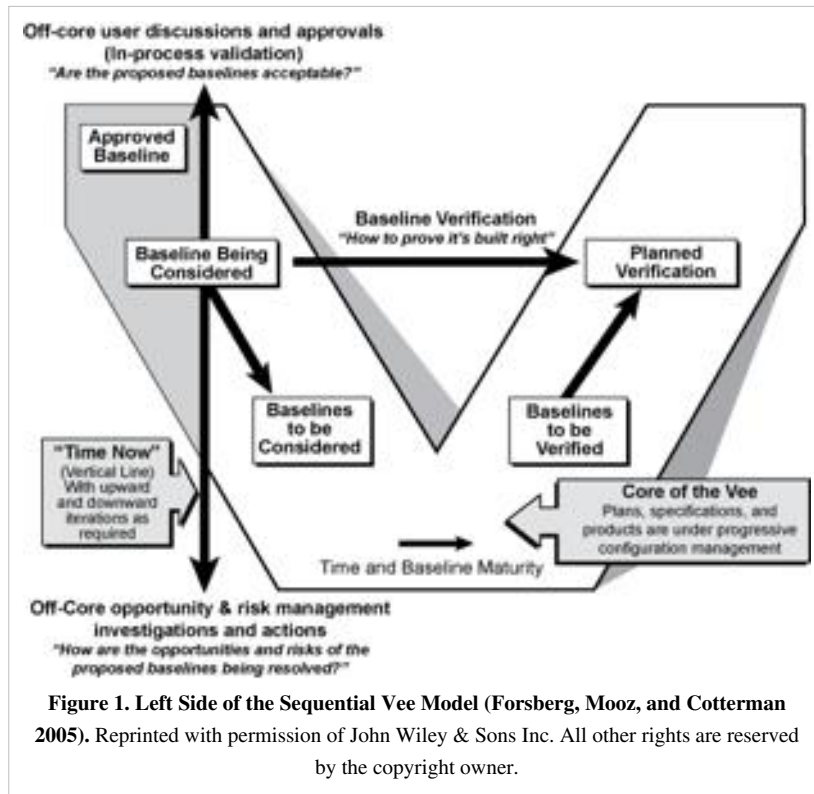 Off-core user discussions and approvals
(In-process validation)
"Are the proposed baselines acceptable?"
Approved
Baseline
Baseline Verification
"How to prove it's built right"
Baseline Being
Considered
Planned
Verification
Baselines
to be
Considered
Baselines
to be
Verified
"Time Now"
(Vertical Line)
With upward
and downward
iterations as
required
Core of the Vee
Plans, specifications, and
products are under progressive
configuration management
Time and Baseline Maturity
Off-Core opportunity & risk management
investigations and actions
"How are the opportunities and risks of the
proposed baselines being resolved?"
Figure 1. Left Side of the Sequential Vee Model (Forsberg, Mooz, and Cotterman
2005). Reprinted with permission of John Wiley & Sons Inc. All other rights are reserved
by the copyright owner.